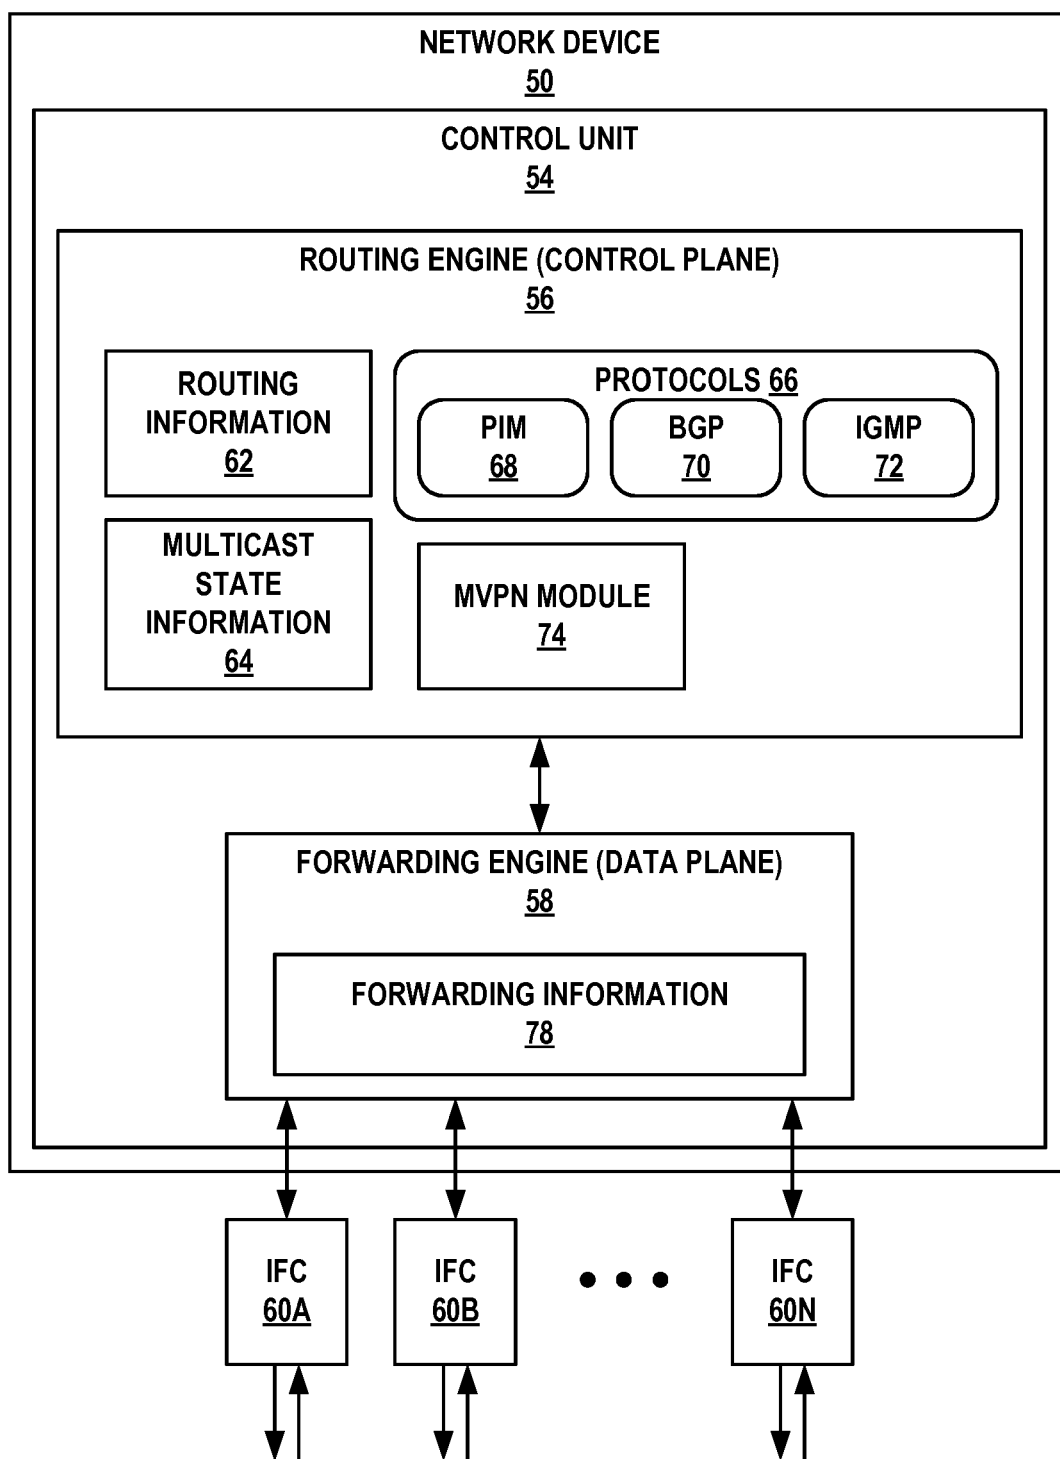 NETWORK DEVICE
50
CONTROL UNIT
54
ROUTING ENGINE (CONTROL PLANE)
56
ROUTING
INFORMATION
62
PROTOCOLS 66
PIM
68
BGP
70
IGMP
72
MULTICAST
STATE
INFORMATION
64
MVPN MODULE
74
FORWARDING ENGINE (DATA PLANE)
58
FORWARDING INFORMATION
78
IFC
60A
IFC
60B
IFC
60N